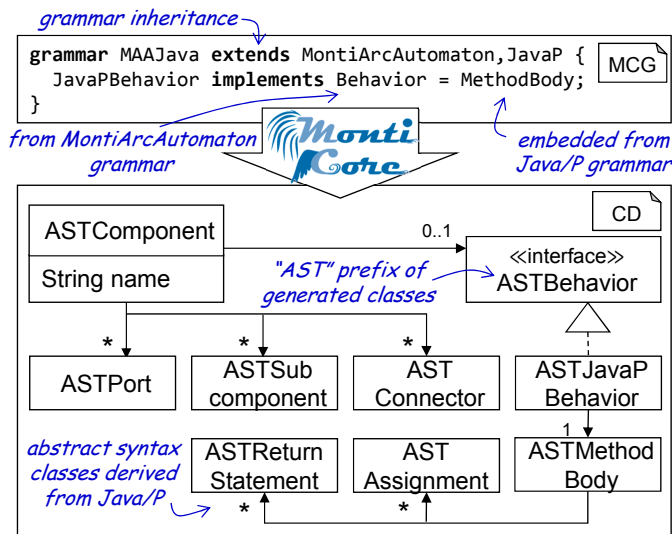 grammar inheritance
grammar MAAJava extends MontiArcAutomaton,JavaP {
JavaPBehavior implements Behavior = MethodBody;
}
MCG
from MontiArcAutomaton
grammar
Monti
Core
embedded from
Java/P grammar
CD
ASTComponent
String name
0..1
«interface»
ASTBehavior
"AST" prefix of
generated classes
* * *
ASTPort
ASTSub
component
AST
Connector
ASTJavaP
Behavior
1
abstract syntax
classes derived
from Java/P
ASTReturn
Statement
AST
Assignment
ASTMethod
Body
* *